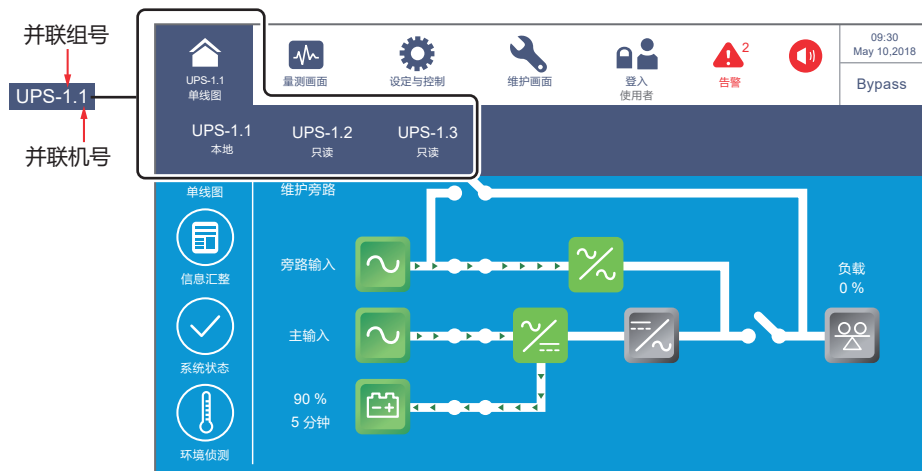 并联组号
UPS-1.1
并联机号
UPS-1.1
单线图
量测画面
设定与控制
维护画面
登入
使用者
2
告警
09:30
May 10,2018
Bypass
UPS-1.1
本地
UPS-1.2
只读
UPS-1.3
只读
单线图
信息汇整
系统状态
环境侦测
维护旁路
旁路输入
主输入
90 %
5 分钟
负载
0 %